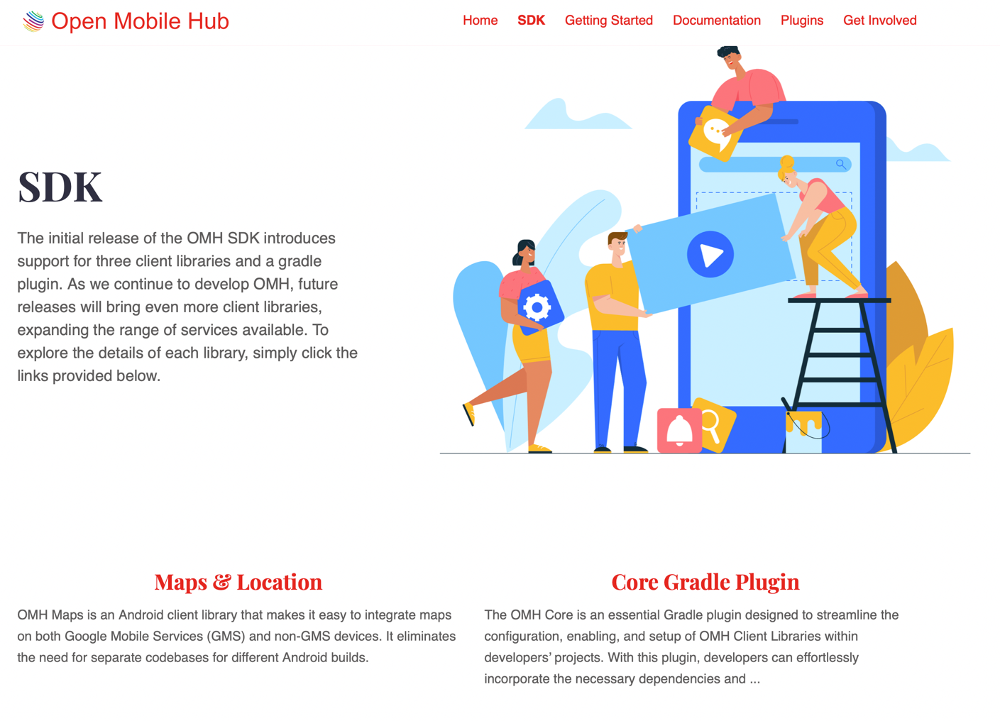 Open Mobile Hub
Home SDK Getting Started Documentation Plugins Get Involved
SDK
The initial release of the OMH SDK introduces
support for three client libraries and a gradle
plugin. As we continue to develop OMH, future
releases will bring even more client libraries,
expanding the range of services available. To
explore the details of each library, simply click the
links provided below.
Maps & Location
OMH Maps is an Android client library that makes it easy to integrate maps
on both Google Mobile Services (GMS) and non-GMS devices. It eliminates
the need for separate codebases for different Android builds.
Core Gradle Plugin
The OMH Core is an essential Gradle plugin designed to streamline the
configuration, enabling, and setup of OMH Client Libraries within
developers’ projects. With this plugin, developers can effortlessly
incorporate the necessary dependencies and ...